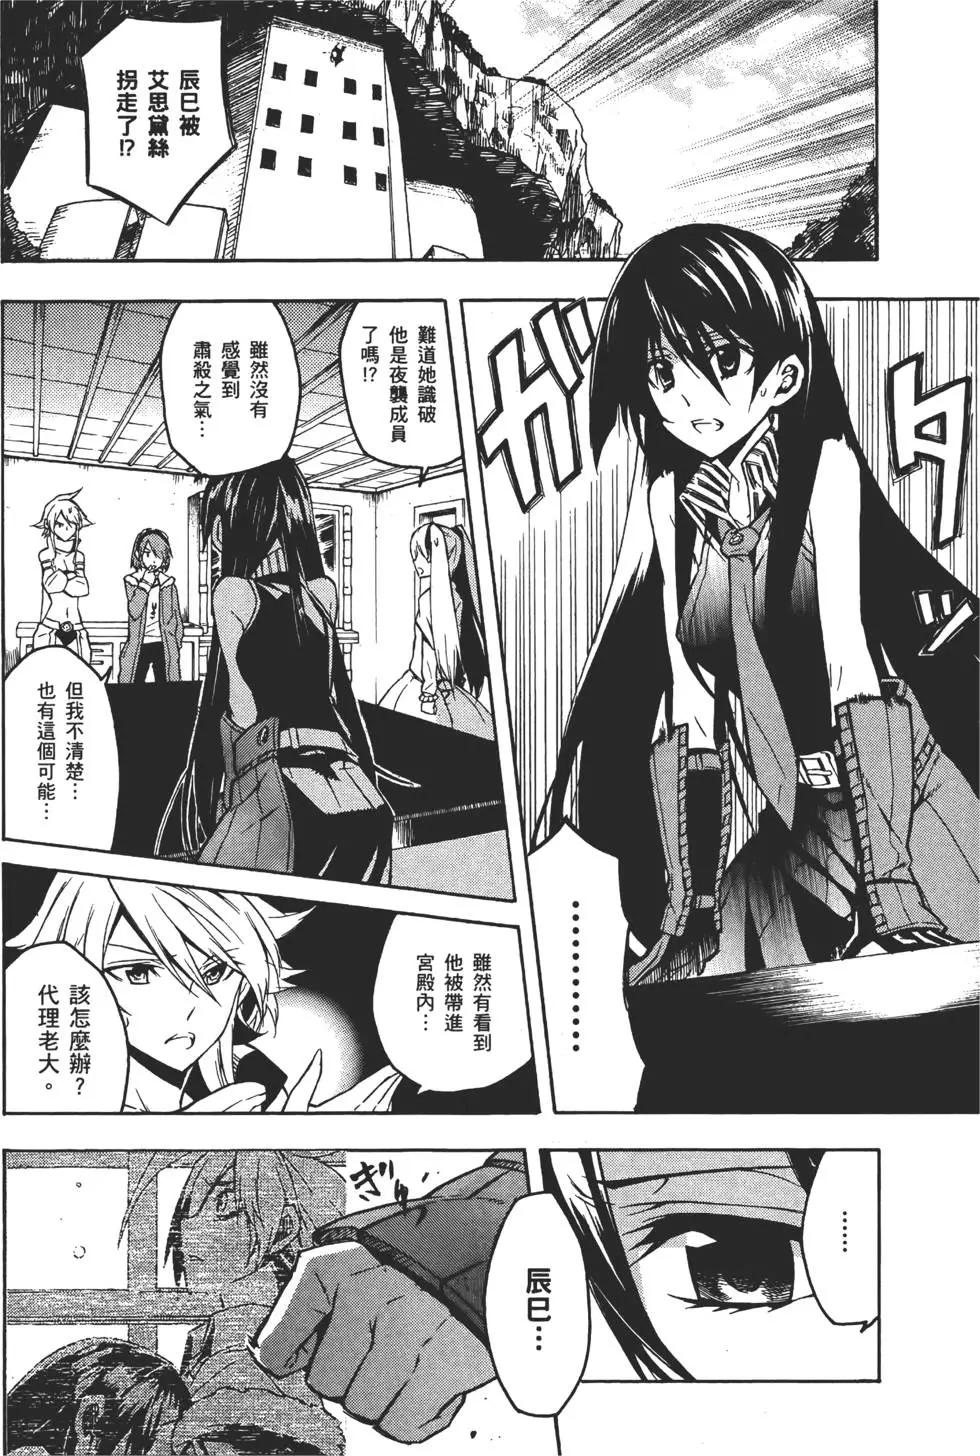 辰巳被
艾思黛絲
拐走了!?
ガタッ
難道她識破
他是夜襲成員
了嗎!?
雖然沒有
感覺到
肅殺之氣…
但我不清楚…
也有這個可能…
…………
雖然有看到
他被帶進
宮殿內…
該怎麼辦？
代理老大。
……
辰巳…
ぎゅっ